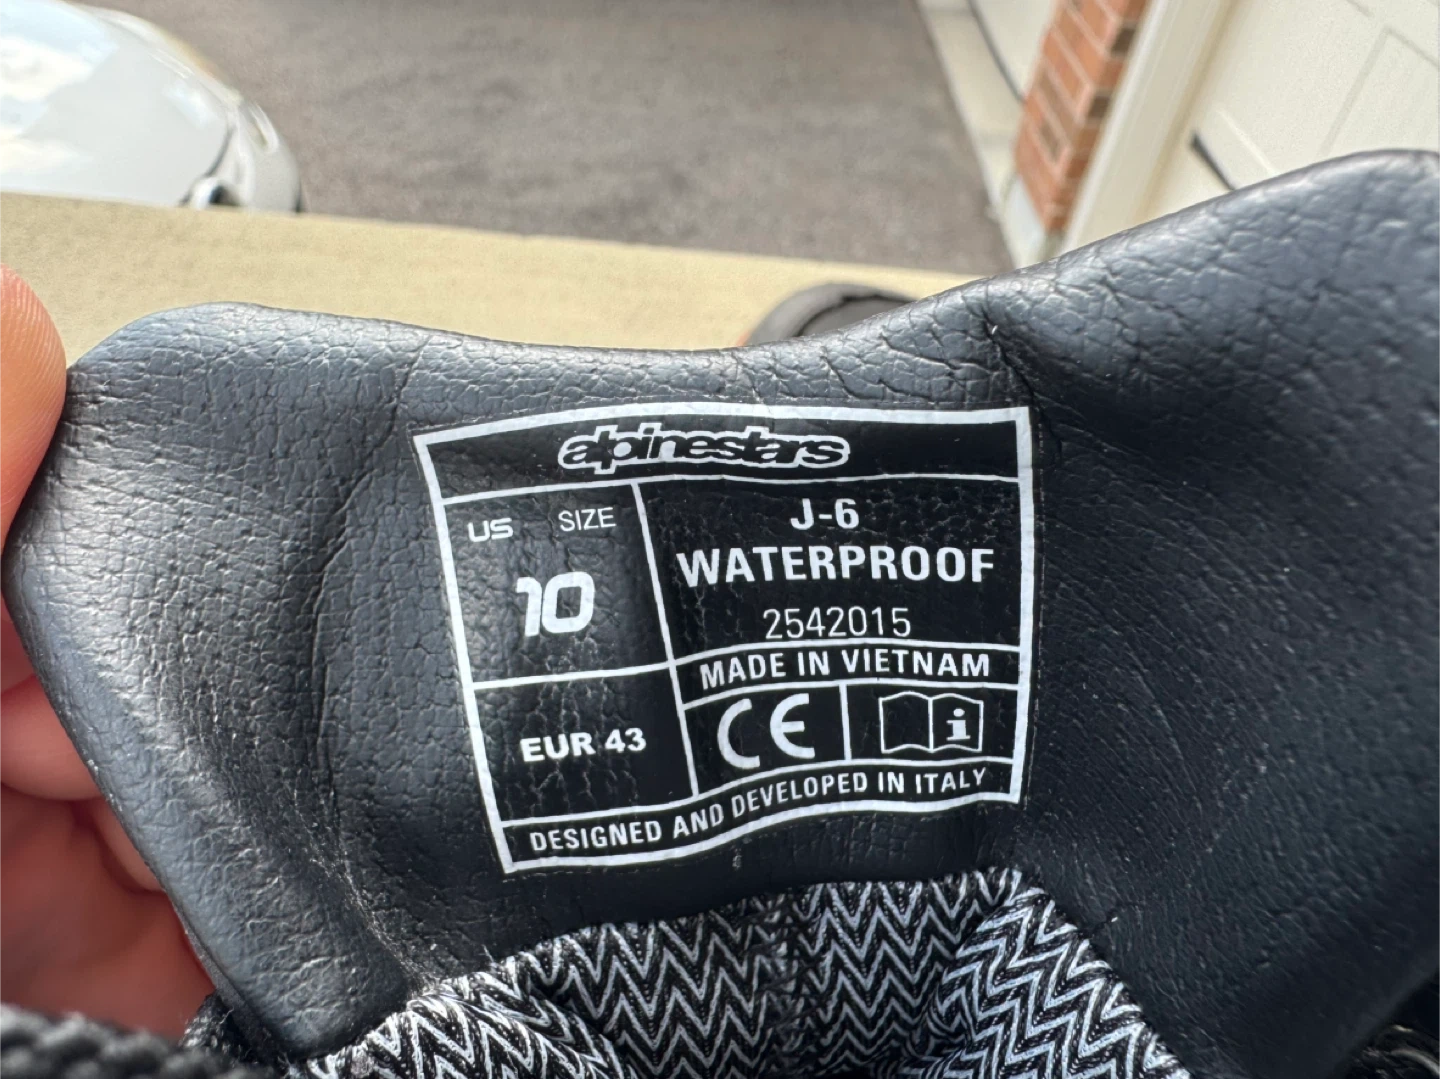 alpinestars
US SIZE
10
J-6
WATERPROOF
2542015
MADE IN VIETNAM
EUR 43
CE
i
DESIGNED AND DEVELOPED IN ITALY